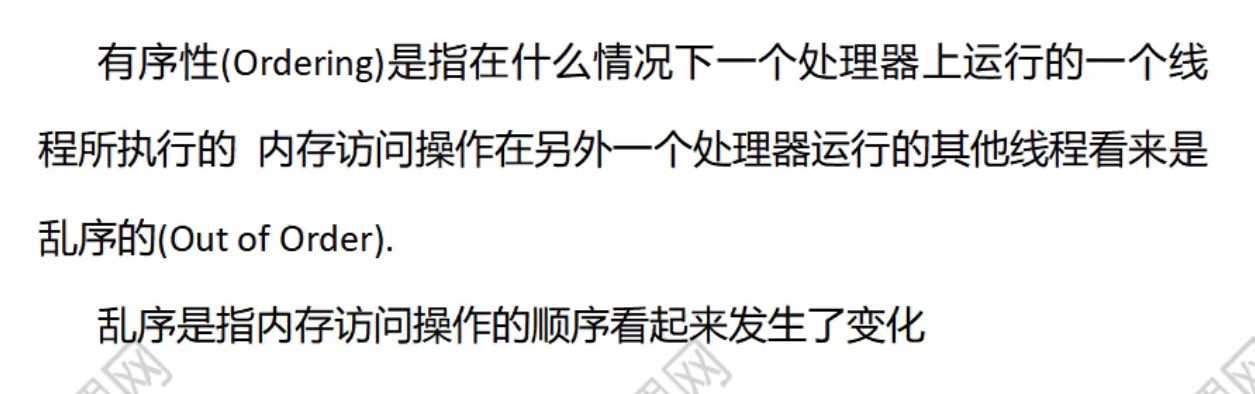 有序性(Ordering)是指在什么情况下一个处理器上运行的一个线
程所执行的 内存访问操作在另外一个处理器运行的其他线程看来是
乱序的(Out of Order).
乱序是指内存访问操作的顺序看起来发生了变化